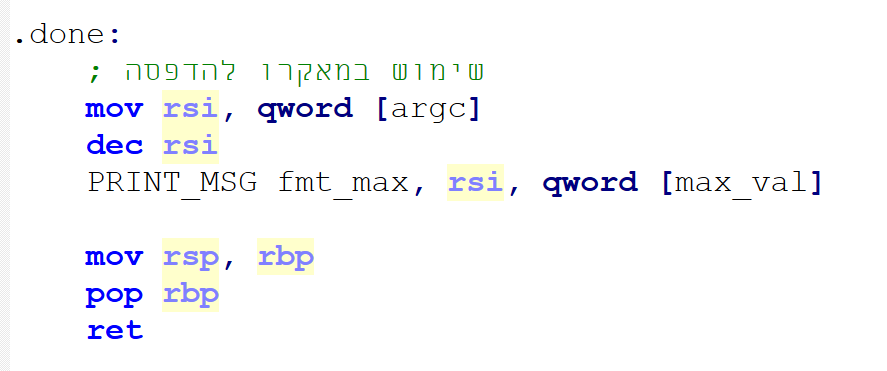 .done:
; שימוש במאקרו להדפסה
mov rsi, qword [argc]
dec rsi
PRINT_MSG fmt_max, rsi, qword [max_val]
mov rsp, rbp
pop rbp
ret